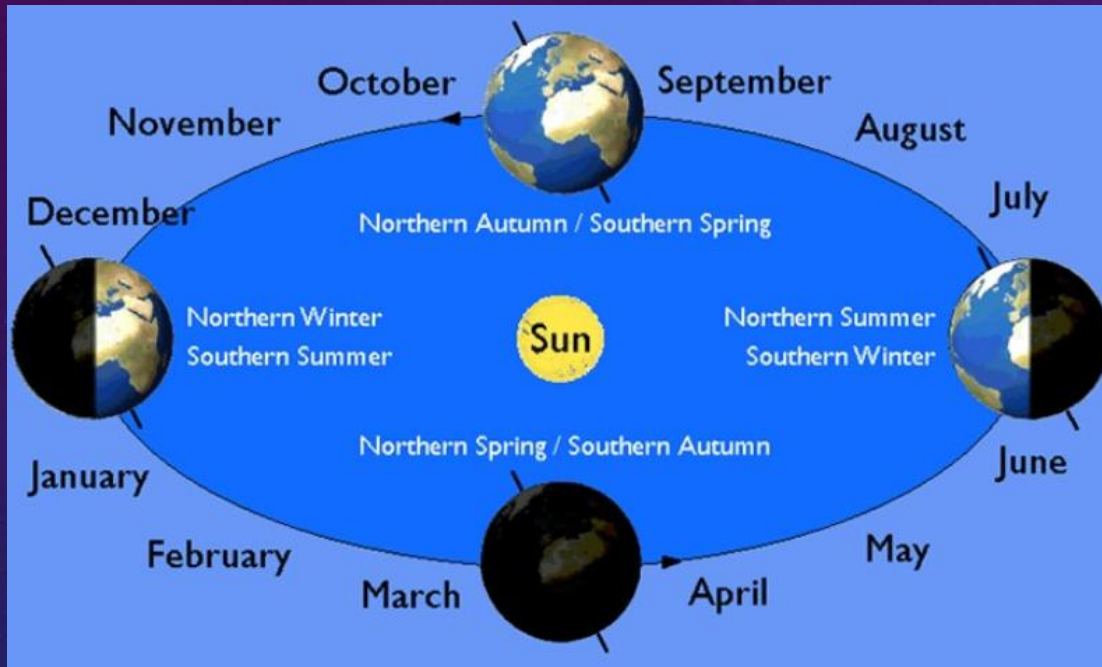 October
September
November
August
December
July
Northern Autumn / Southern Spring
Northern Winter
Southern Summer
Sun
Northern Summer
Southern Winter
Northern Spring / Southern Autumn
January
June
February
May
March
April